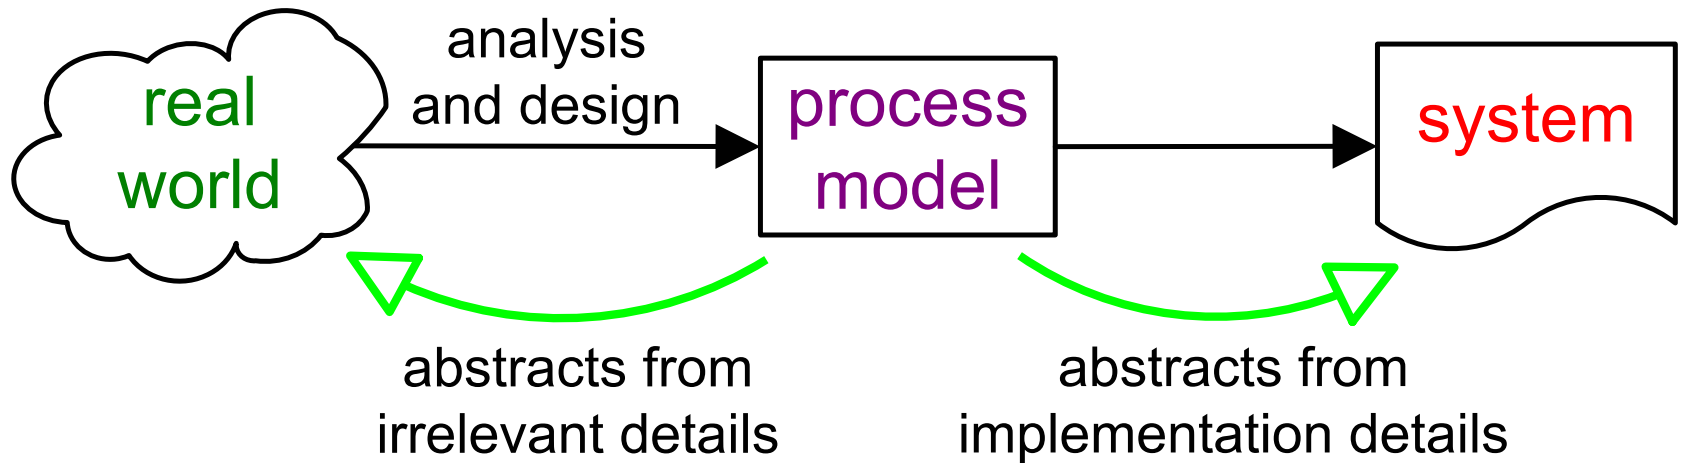 real
world
analysis
and design
process
model
system
abstracts from
irrelevant details
abstracts from
implementation details